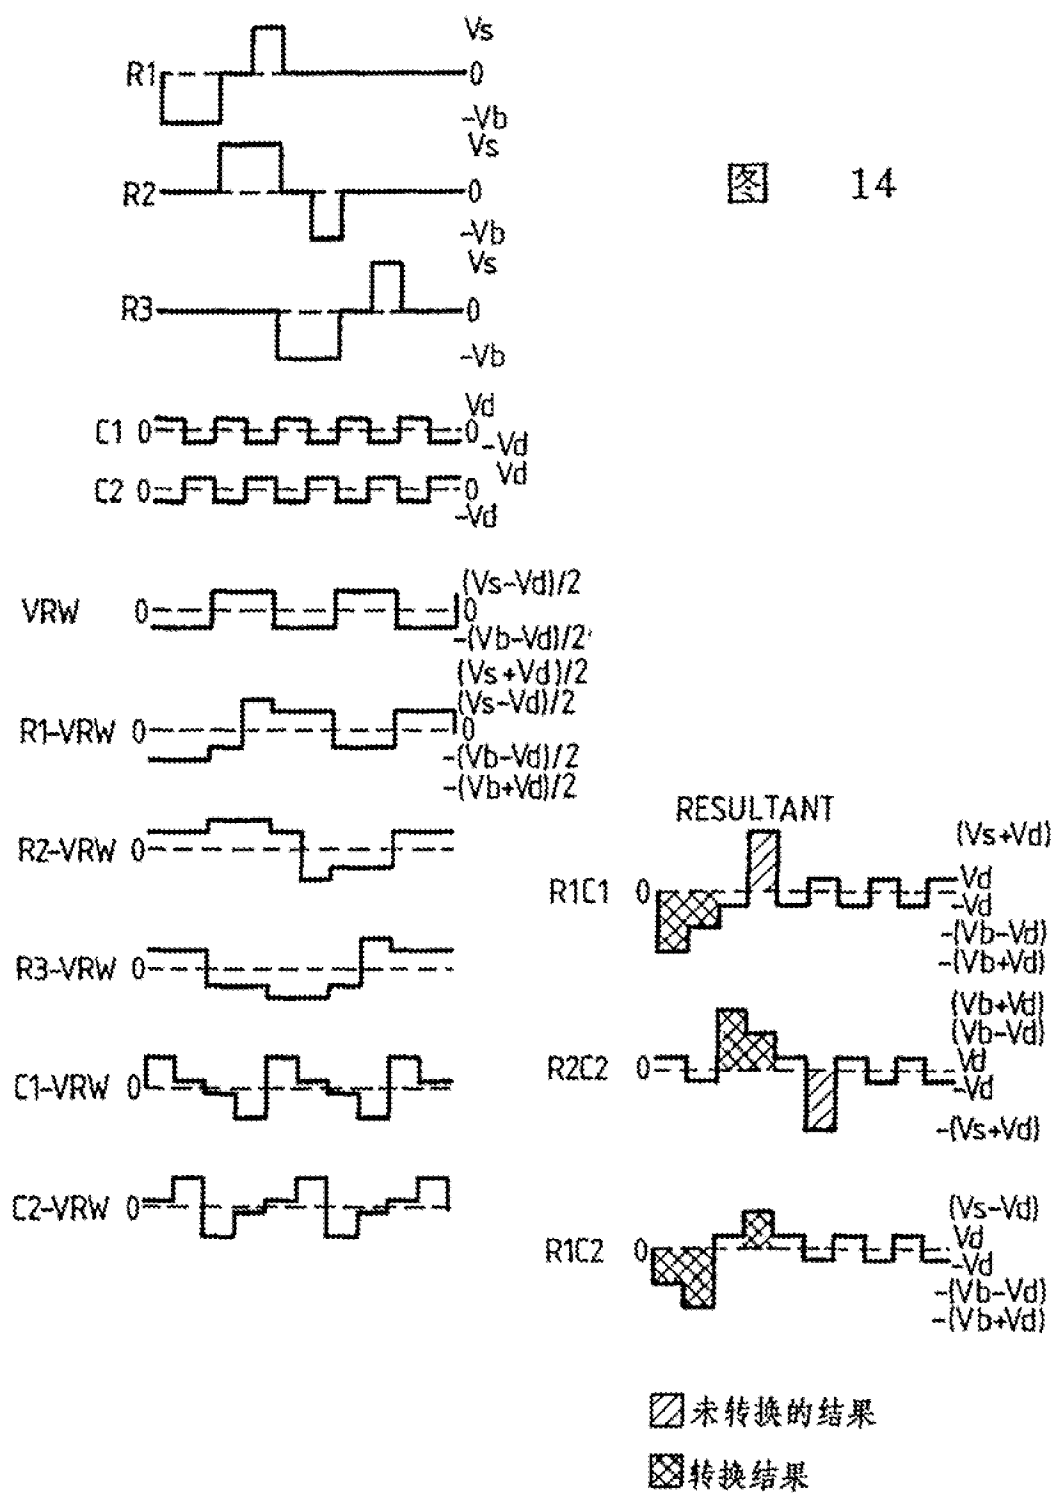 Vs
R1
0
-Vb
Vs
R2
0
-Vb
Vs
R3
0
-Vb
图 14
Vd
C1 0
0
-Vd
Vd
C2 0
0
-Vd
(Vs-Vd)/2
VRW 0
0
-(Vb-Vd)/2
(Vs+Vd)/2
(Vs-Vd)/2
R1-VRW 0
0
-(Vb-Vd)/2
-(Vb+Vd)/2
R2-VRW 0
R3-VRW 0
C1-VRW 0
C2-VRW 0
RESULTANT
(Vs+Vd)
R1C1 0
Vd
-Vd
-(Vb-Vd)
-(Vb+Vd)
(Vb+Vd)
(Vb-Vd)
R2C2 0
Vd
-Vd
-(Vs+Vd)
(Vs-Vd)
R1C2 0
Vd
-Vd
-(Vb-Vd)
-(Vb+Vd)
未转换的结果
转换结果